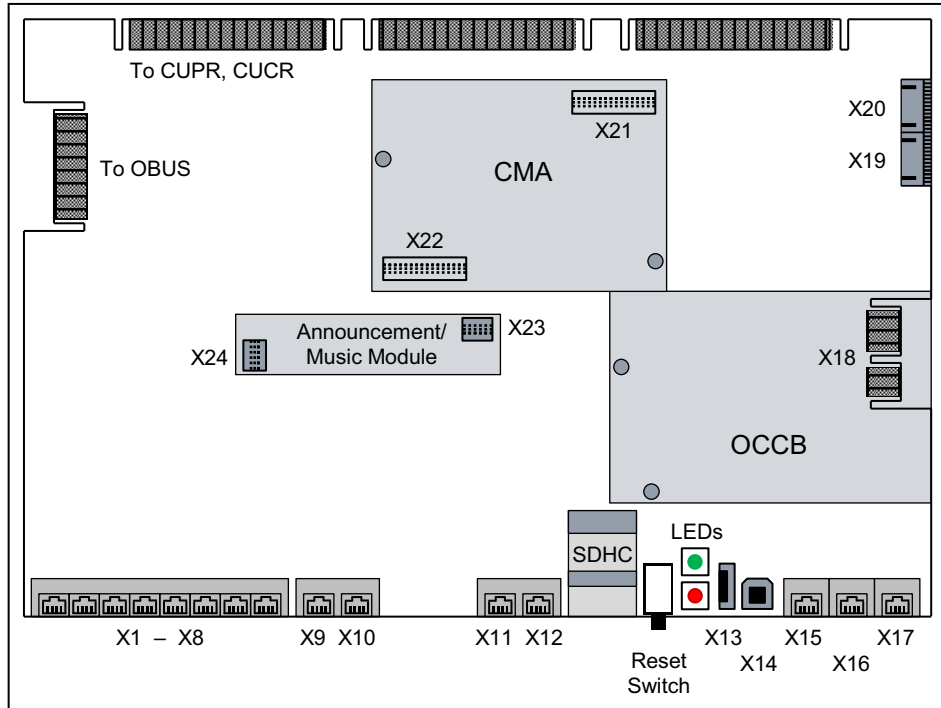 To CUPR, CUCR
X20
X21
X19
To OBUS
CMA
X22
Announcement/
Music Module
X23
X24
X18
OCCB
LEDs
SDHC
X1 – X8
X9 X10
X11 X12
X13
X15
X17
Reset
Switch
X14
X16